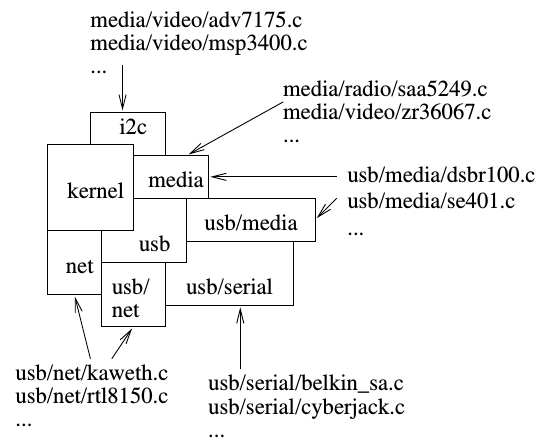 media/video/adv7175.c
media/video/msp3400.c
...
media/radio/saa5249.c
media/video/zr36067.c
...
i2c
kernel
media
usb/media/dsbr100.c
usb/media/se401.c
...
usb/media
usb
net
usb/
net
usb/serial
usb/net/kaweth.c
usb/net/rtl8150.c
...
usb/serial/belkin_sa.c
usb/serial/cyberjack.c
...